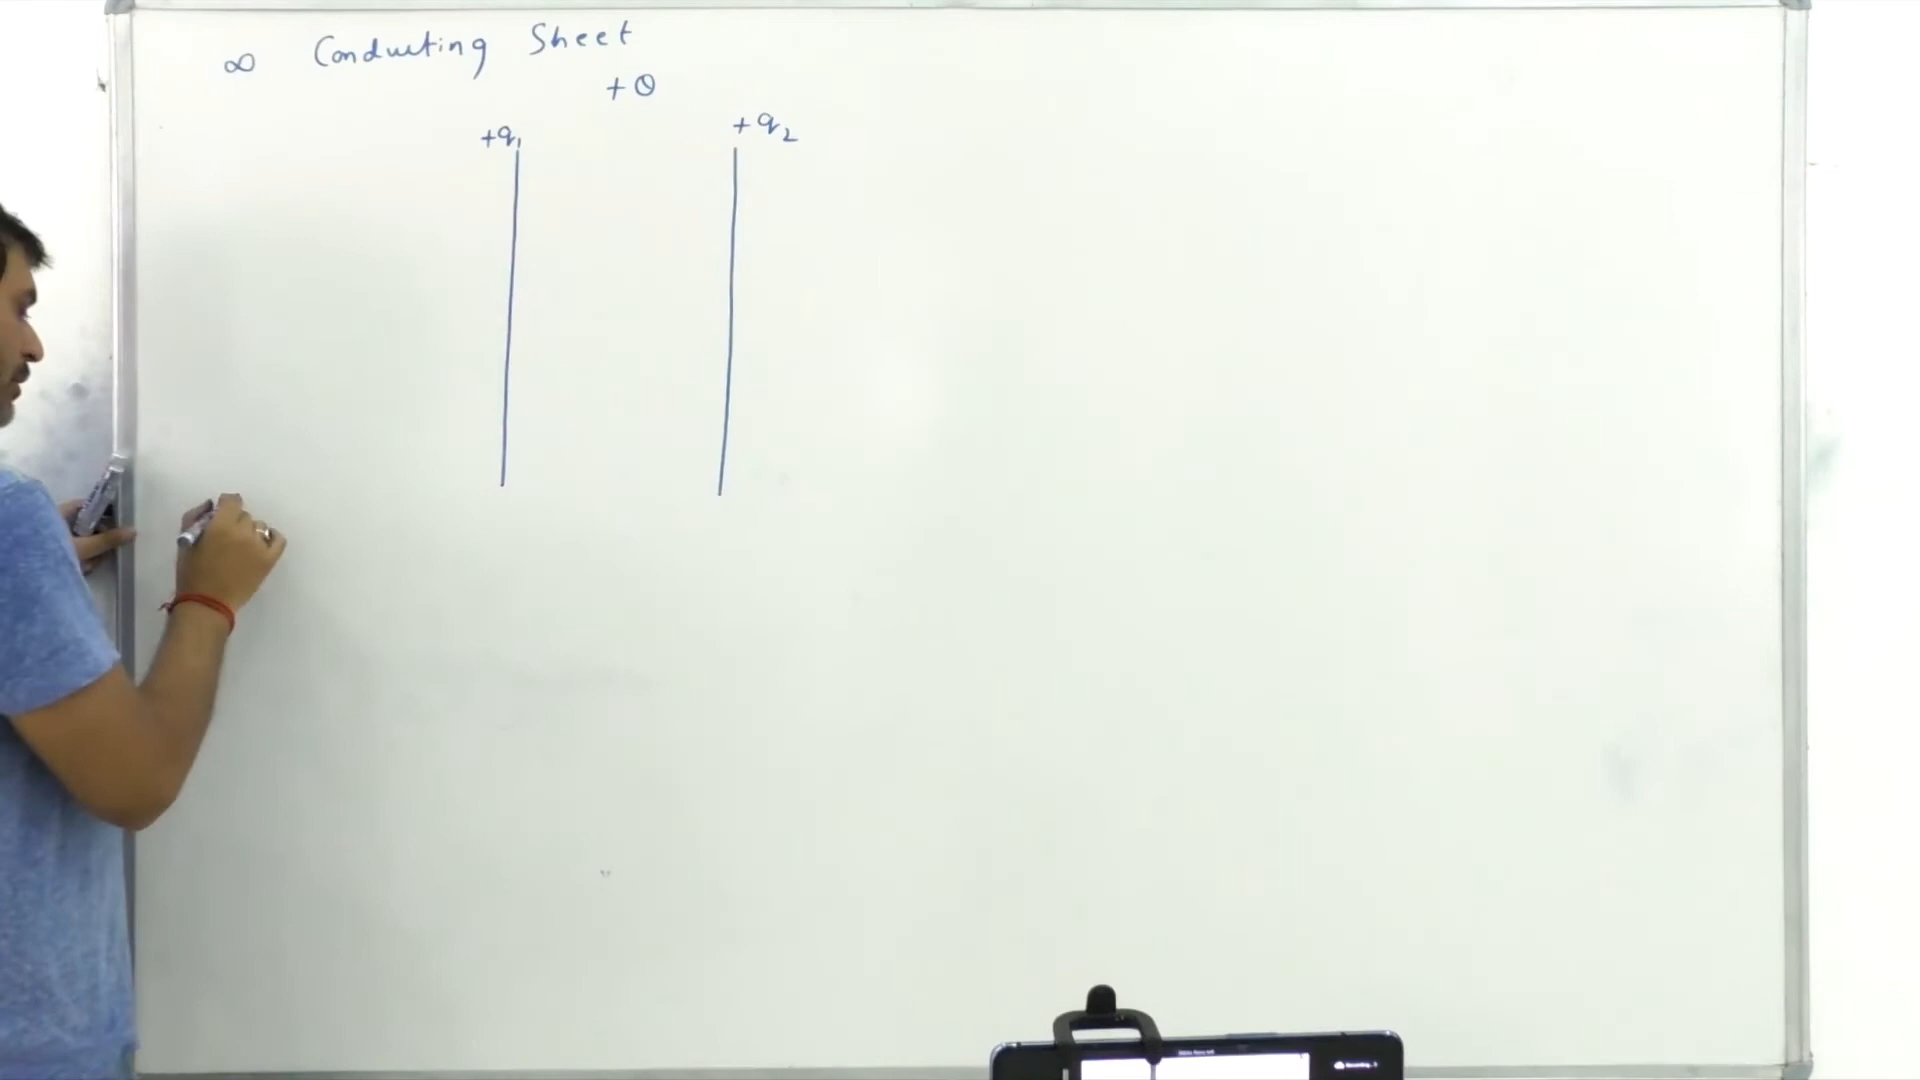 ∞ Conducting Sheet
+Q
+q₁
+q₂